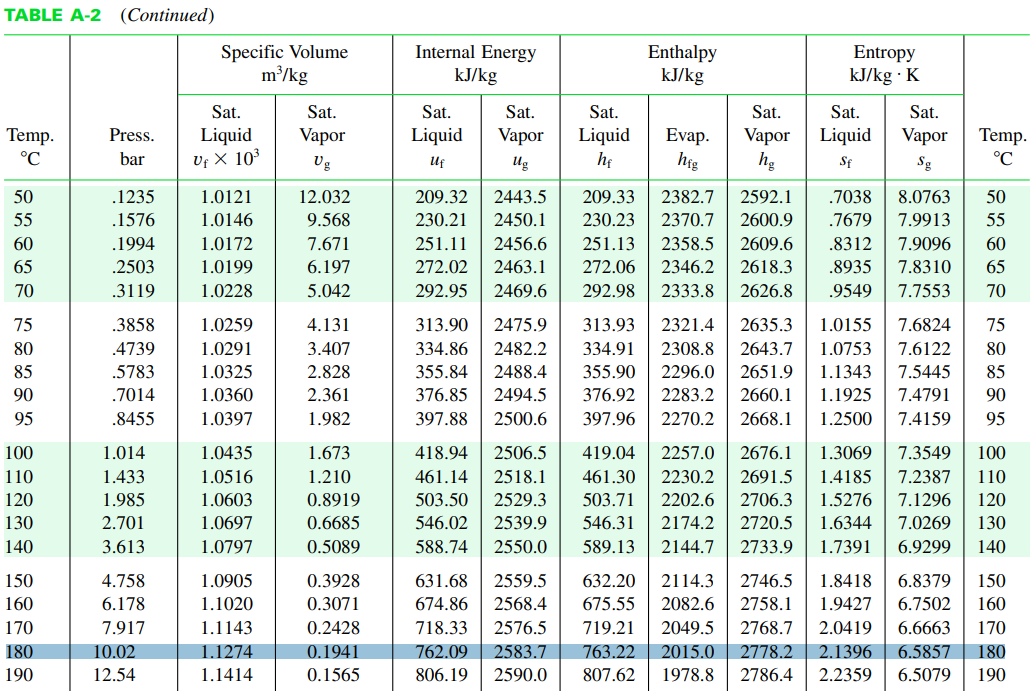 TABLE A-2 (Continued)
Specific Volume Internal Energy Enthalpy Entropy
m³/kg kJ/kg kJ/kg kJ/kg · K
Sat. Sat. Sat. Sat. Sat. Sat. Sat. Sat.
Temp. Press. Liquid Vapor Liquid Vapor Liquid Evap. Vapor Liquid Vapor Temp.
°C bar vf × 10³ vg uf ug hf hfg hg sf sg °C
50 .1235 1.0121 12.032 209.32 2443.5 209.33 2382.7 2592.1 .7038 8.0763 50
55 .1576 1.0146 9.568 230.21 2450.1 230.23 2370.7 2600.9 .7679 7.9913 55
60 .1994 1.0172 7.671 251.11 2456.6 251.13 2358.5 2609.6 .8312 7.9096 60
65 .2503 1.0199 6.197 272.02 2463.1 272.06 2346.2 2618.3 .8935 7.8310 65
70 .3119 1.0228 5.042 292.95 2469.6 292.98 2333.8 2626.8 .9549 7.7553 70
75 .3858 1.0259 4.131 313.90 2475.9 313.93 2321.4 2635.3 1.0155 7.6824 75
80 .4739 1.0291 3.407 334.86 2482.2 334.91 2308.8 2643.7 1.0753 7.6122 80
85 .5783 1.0325 2.828 355.84 2488.4 355.90 2296.0 2651.9 1.1343 7.5445 85
90 .7014 1.0360 2.361 376.85 2494.5 376.92 2283.2 2660.1 1.1925 7.4791 90
95 .8455 1.0397 1.982 397.88 2500.6 397.96 2270.2 2668.1 1.2500 7.4159 95
100 1.014 1.0435 1.673 418.94 2506.5 419.04 2257.0 2676.1 1.3069 7.3549 100
110 1.433 1.0516 1.210 461.14 2518.1 461.30 2230.2 2691.5 1.4185 7.2387 110
120 1.985 1.0603 0.8919 503.50 2529.3 503.71 2202.6 2706.3 1.5276 7.1296 120
130 2.701 1.0697 0.6685 546.02 2539.9 546.31 2174.2 2720.5 1.6344 7.0269 130
140 3.613 1.0797 0.5089 588.74 2550.0 589.13 2144.7 2733.9 1.7391 6.9299 140
150 4.758 1.0905 0.3928 631.68 2559.5 632.20 2114.3 2746.5 1.8418 6.8379 150
160 6.178 1.1020 0.3071 674.86 2568.4 675.55 2082.6 2758.1 1.9427 6.7502 160
170 7.917 1.1143 0.2428 718.33 2576.5 719.21 2049.5 2768.7 2.0419 6.6663 170
180 10.02 1.1274 0.1941 762.09 2583.7 763.22 2015.0 2778.2 2.1396 6.5857 180
190 12.54 1.1414 0.1565 806.19 2590.0 807.62 1978.8 2786.4 2.2359 6.5079 190